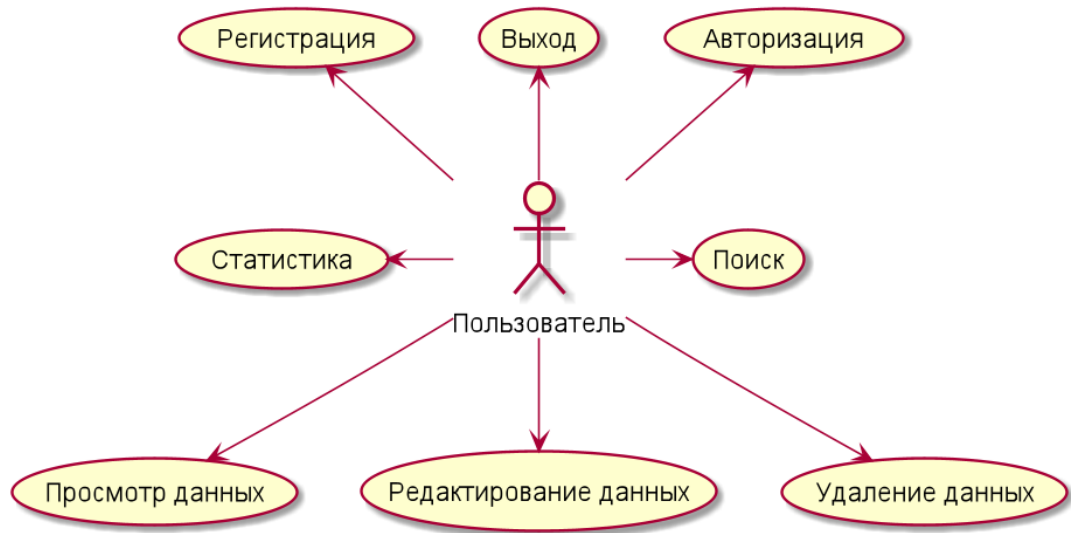 Регистрация
Выход
Авторизация
Статистика
Поиск
Пользователь
Просмотр данных
Редактирование данных
Удаление данных